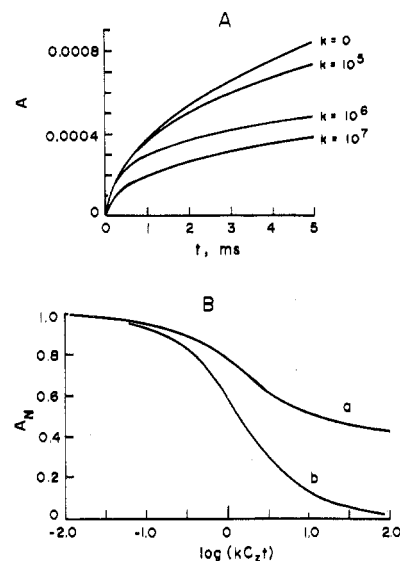 A
0.0008
0.0004
0
A
k = 0
k = 10⁵
k = 10⁶
k = 10⁷
0 1 2 3 4 5
t, ms
B
1.0
0.8
0.6
0.4
0.2
0
A_N
a
b
-2.0 -1.0 0 1.0 2.0
log (kC_zt)